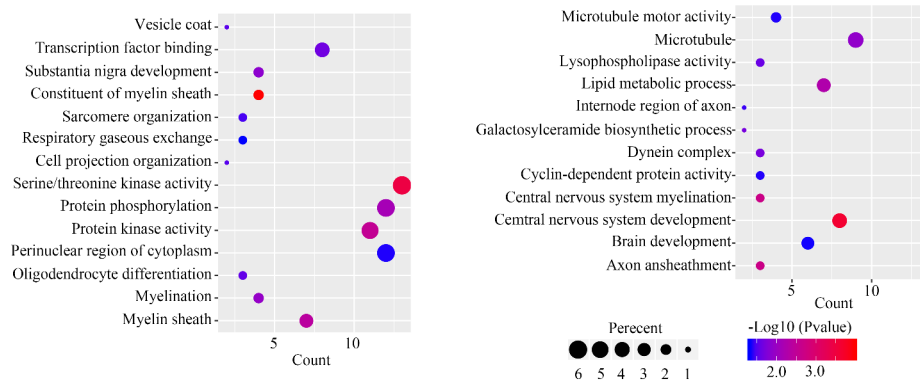 Vesicle coat
Transcription factor binding
Substantia nigra development
Constituent of myelin sheath
Sarcomere organization
Respiratory gaseous exchange
Cell projection organization
Serine/threonine kinase activity
Protein phosphorylation
Protein kinase activity
Perinuclear region of cytoplasm
Oligodendrocyte differentiation
Myelination
Myelin sheath
5 10
Count
Microtubule motor activity
Microtubule
Lysophospholipase activity
Lipid metabolic process
Internode region of axon
Galactosylceramide biosynthetic process
Dynein complex
Cyclin-dependent protein activity
Central nervous system myelination
Cemtral nervous system development
Brain development
Axon ansheathment
5 10
Count
Perecent
6 5 4 3 2 1
-Log10 (Pvalue)
2.0 3.0